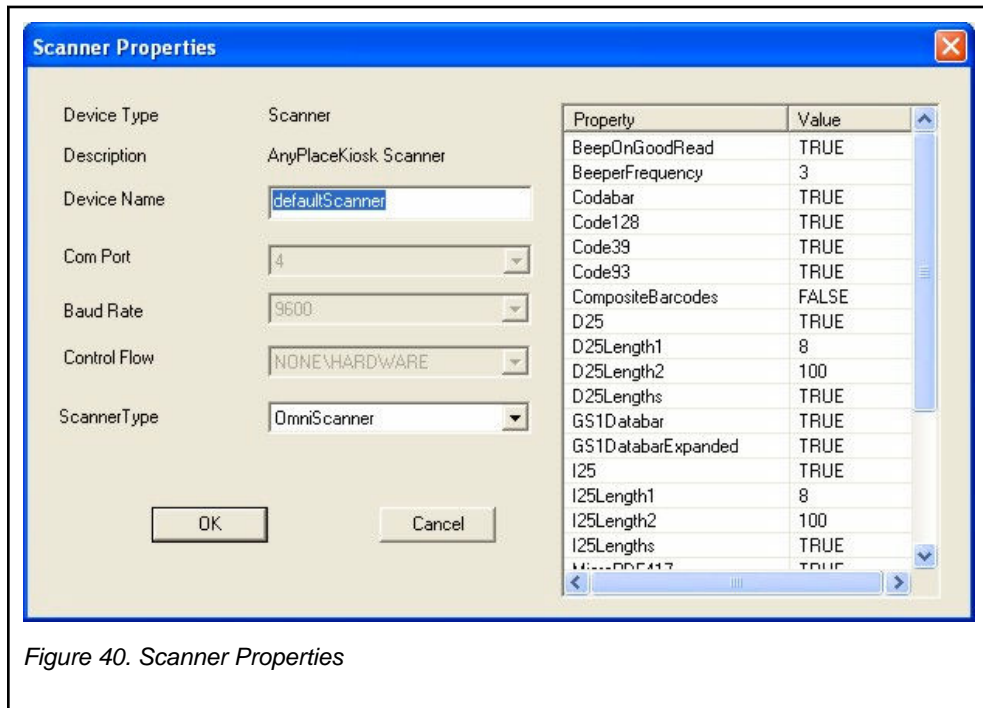 Scanner Properties
Device Type Scanner
Description AnyPlaceKiosk Scanner
Device Name defaultScanner
Com Port 4
Baud Rate 9600
Control Flow NONE\HARDWARE
ScannerType OmniScanner
OK Cancel
Property Value
BeepOnGoodRead TRUE
BeeperFrequency 3
Codabar TRUE
Code128 TRUE
Code39 TRUE
Code93 TRUE
CompositeBarcodes FALSE
D25 TRUE
D25Length1 8
D25Length2 100
D25Lengths TRUE
GS1Databar TRUE
GS1DatabarExpanded TRUE
I25 TRUE
I25Length1 8
I25Length2 100
I25Lengths TRUE
MicroPDF417 TRUE
Figure 40. Scanner Properties